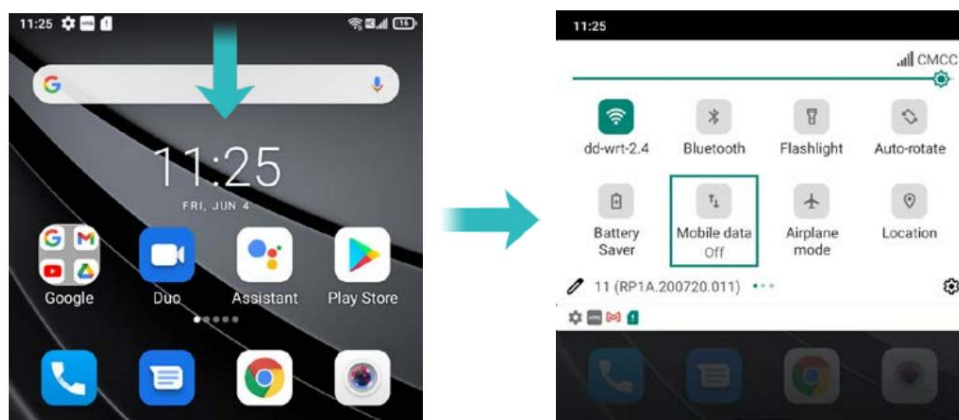 11:25
11:25
FRI, JUN 4
Google
Duo
Assistant
Play Store
11:25
CMCC
dd-wrt-2.4
Bluetooth
Flashlight
Auto-rotate
Battery
Saver
Mobile data
Off
Airplane
mode
Location
11 (RP1A.200720.011)